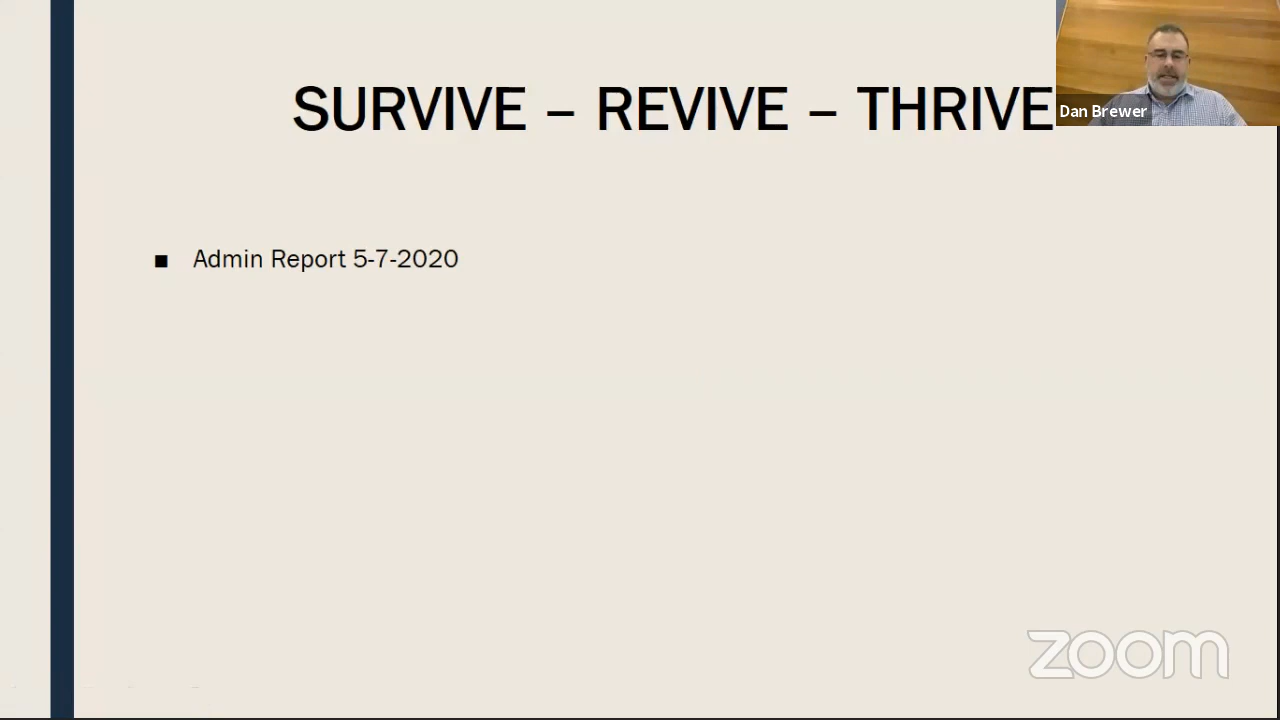 SURVIVE – REVIVE – THRIVE
Dan Brewer
■ Admin Report 5-7-2020
zoom